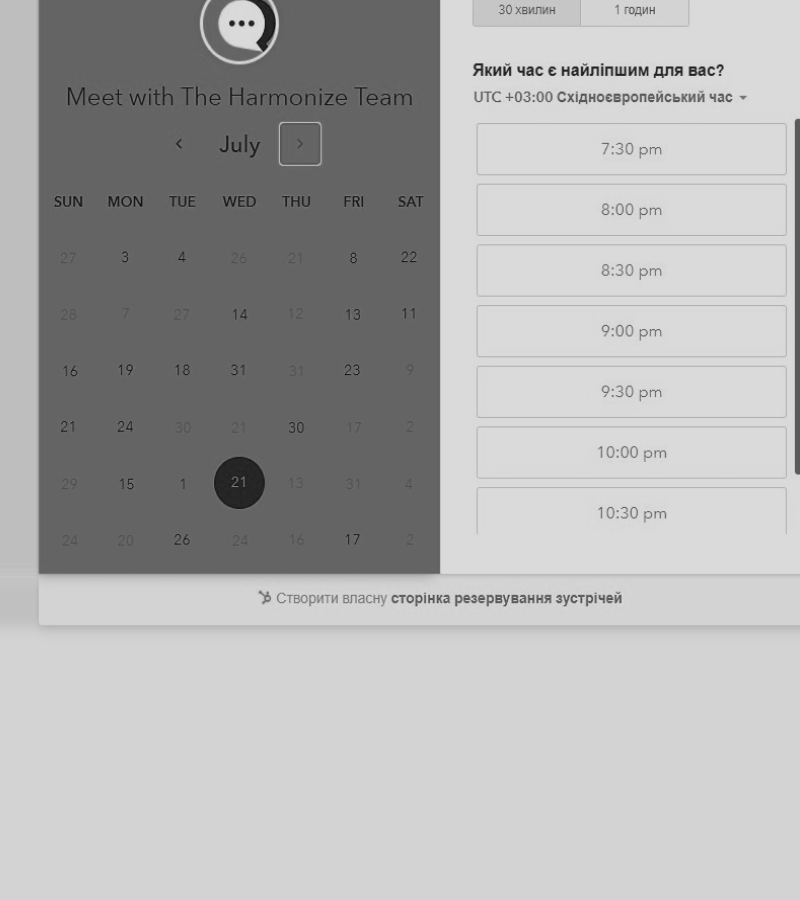 Meet with The Harmonize Team
July
SUN MON TUE WED THU FRI SAT
27 3 4 26 21 8 22
28 7 27 14 12 13 11
16 19 18 31 31 23 9
21 24 30 21 30 17 2
29 15 1 21 13 31 4
24 20 26 24 16 17 2
30 хвилин 1 годин
Який час є найліпшим для вас?
UTC +03:00 Східноєвропейський час
7:30 pm
8:00 pm
8:30 pm
9:00 pm
9:30 pm
10:00 pm
10:30 pm
Створити власну сторінка резервування зустрічей